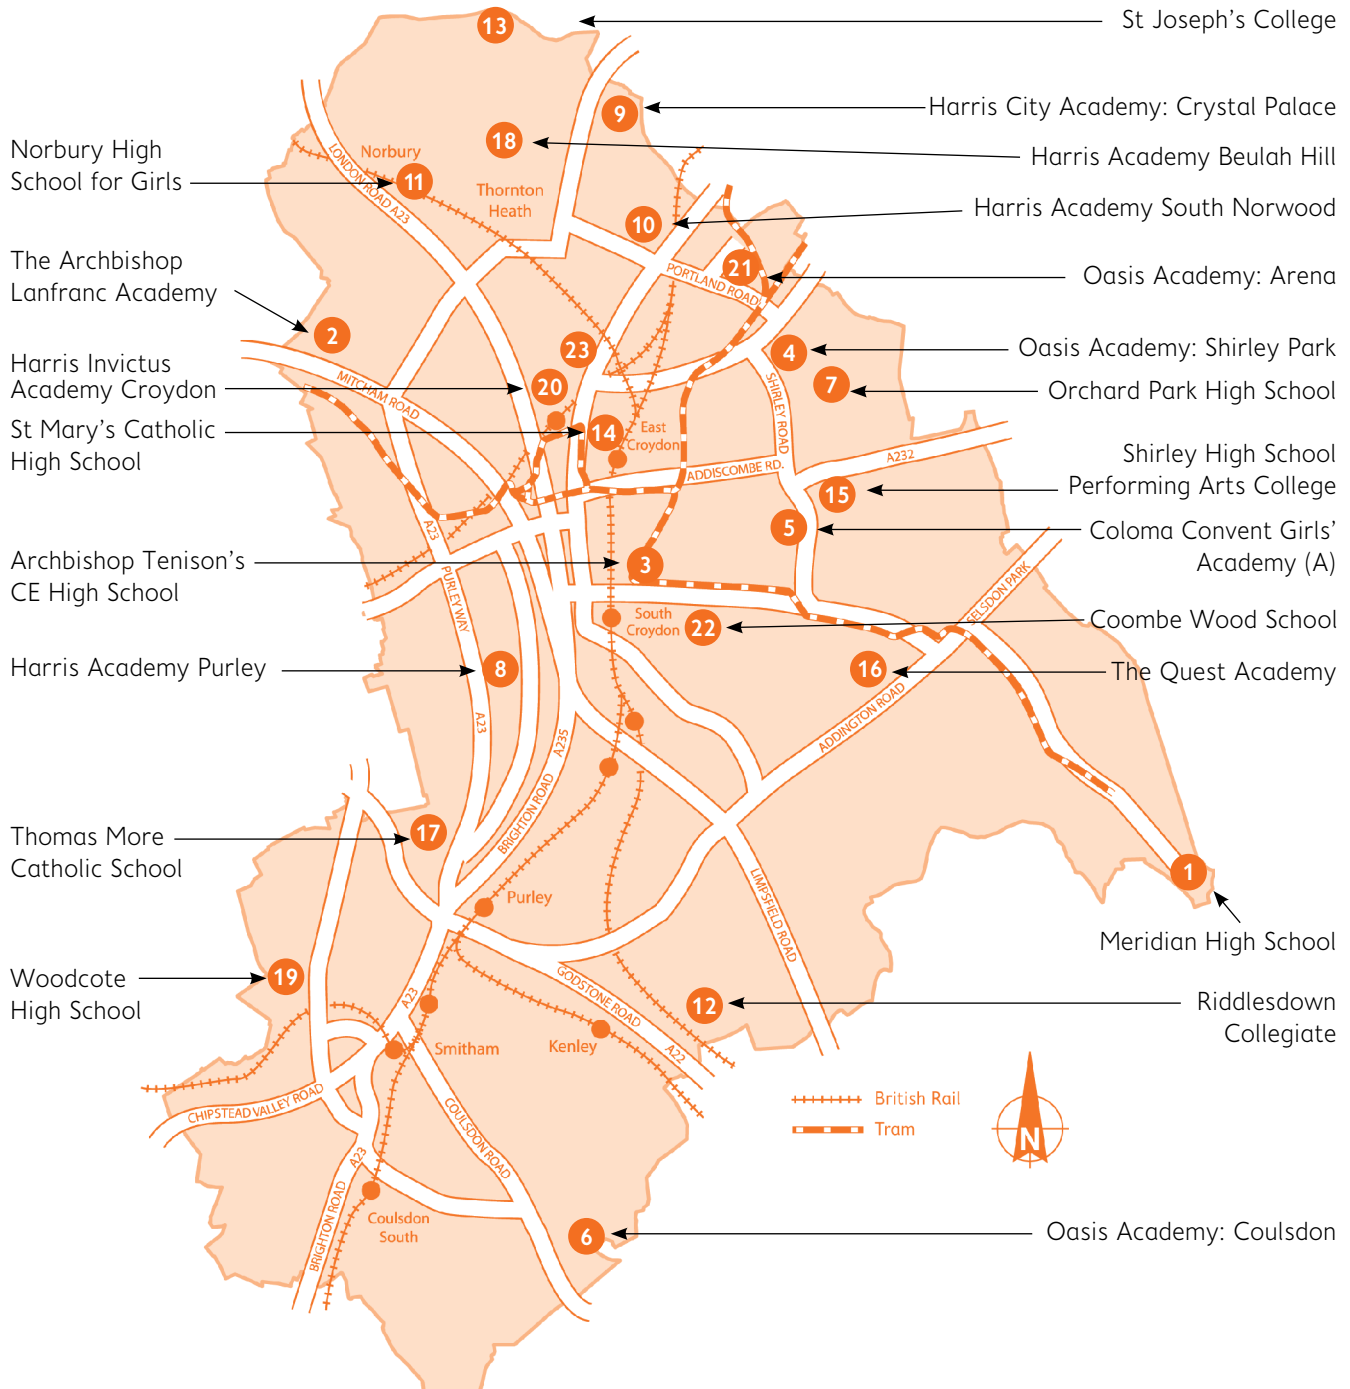 13
St Joseph's College
9
Harris City Academy: Crystal Palace
18
Harris Academy Beulah Hill
Norbury High
School for Girls
Norbury
11
LONDON ROAD A23
Thornton
Heath
10
Harris Academy South Norwood
The Archbishop
Lanfranc Academy
2
21
PORTLAND ROAD
Oasis Academy: Arena
23
4
Oasis Academy: Shirley Park
Harris Invictus
Academy Croydon
20
MITCHAM ROAD
7
Orchard Park High School
SHIRLEY ROAD
St Mary's Catholic
High School
14
East
Croydon
ADDISCOMBE RD.
A232
Shirley High School
Performing Arts College
15
A23
5
Coloma Convent Girls'
Academy (A)
Archbishop Tenison's
CE High School
3
PURLEY WAY
SELSDON PARK
South
Croydon
22
Coombe Wood School
Harris Academy Purley
8
16
The Quest Academy
A23
A235
ADDINGTON ROAD
BRIGHTON ROAD
Thomas More
Catholic School
17
1
LIMPSFIELD ROAD
Purley
Meridian High School
Woodcote
High School
19
A23
GODSTONE ROAD
12
Riddlesdown
Collegiate
Smitham
Kenley
A22
CHIPSTEAD VALLEY ROAD
COULSDON ROAD
British Rail
Tram
N
A23
BRIGHTON ROAD
Coulsdon
South
6
Oasis Academy: Coulsdon